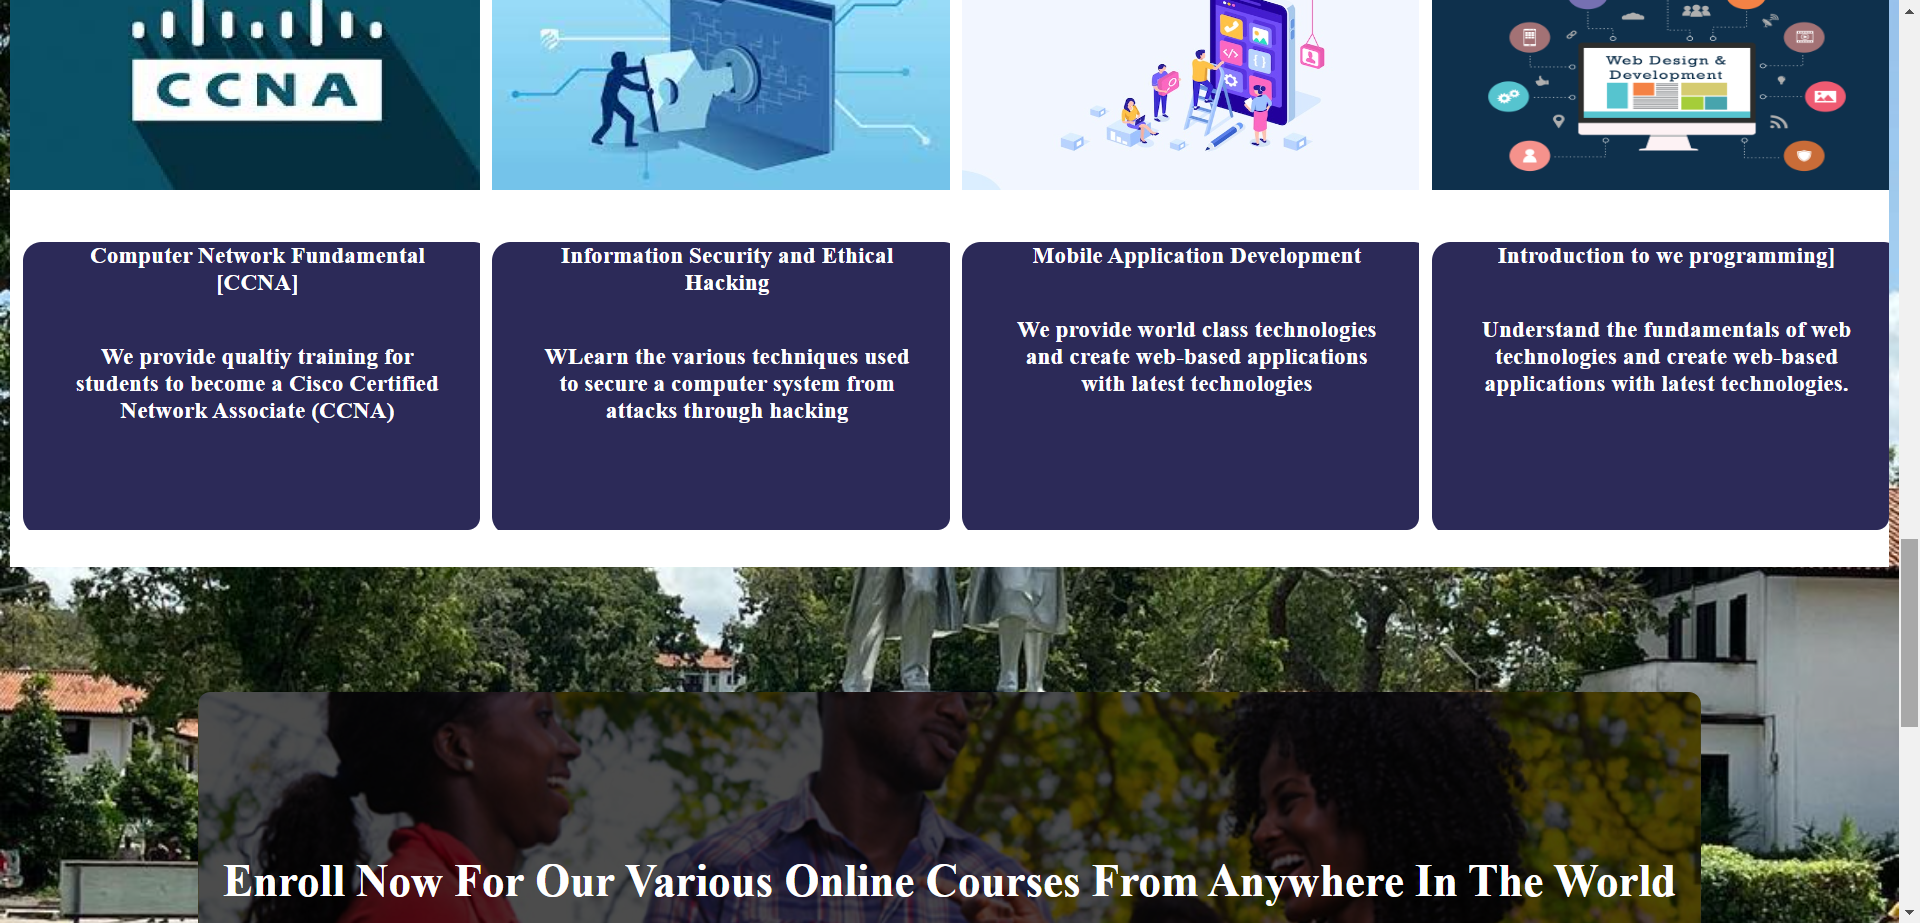 CCNA
Web Design &
Development
Computer Network Fundamental
[CCNA]
We provide qualtiy training for
students to become a Cisco Certified
Network Associate (CCNA)
Information Security and Ethical
Hacking
WLearn the various techniques used
to secure a computer system from
attacks through hacking
Mobile Application Development
We provide world class technologies
and create web-based applications
with latest technologies
Introduction to we programming]
Understand the fundamentals of web
technologies and create web-based
applications with latest technologies.
Enroll Now For Our Various Online Courses From Anywhere In The World